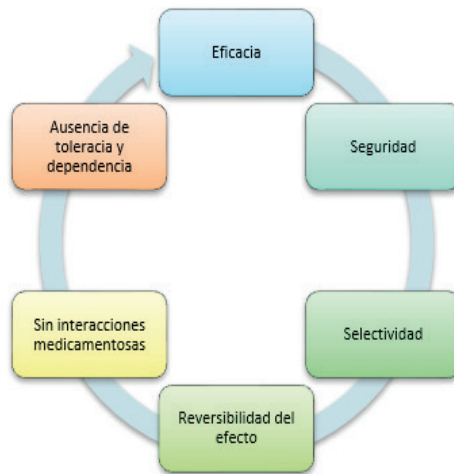 Eficacia
Seguridad
Selectividad
Reversibilidad del
efecto
Sin interacciones
medicamentosas
Ausencia de
toleracia y
dependencia